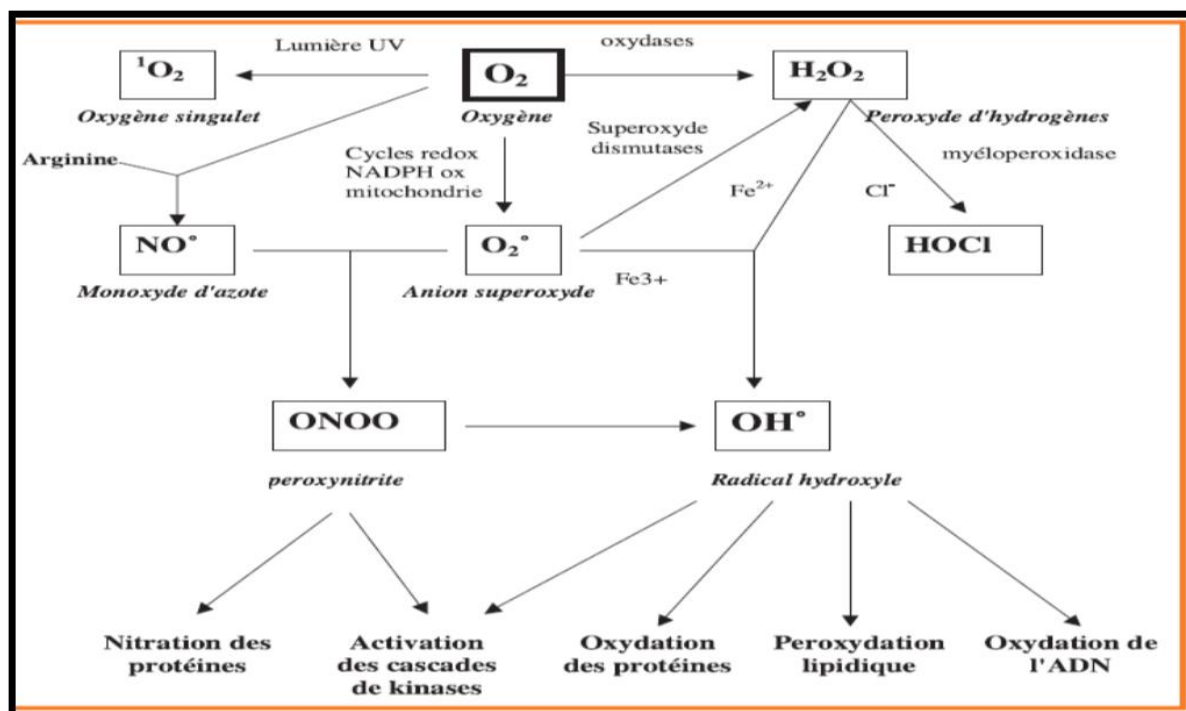 Lumière UV
oxydases
¹O₂
O₂
H₂O₂
Oxygène singulet
Oxygène
Peroxyde d'hydrogènes
Arginine
Cycles redox
NADPH ox
mitochondrie
Superoxyde
dismutases
myéloperoxidase
Fe²⁺
Cl⁻
NO°
O₂°
HOCl
Monoxyde d'azote
Anion superoxyde
Fe3+
ONOO
OH°
peroxynitrite
Radical hydroxyle
Nitration des
protéines
Activation
des cascades
de kinases
Oxydation
des protéines
Peroxydation
lipidique
Oxydation de
l'ADN